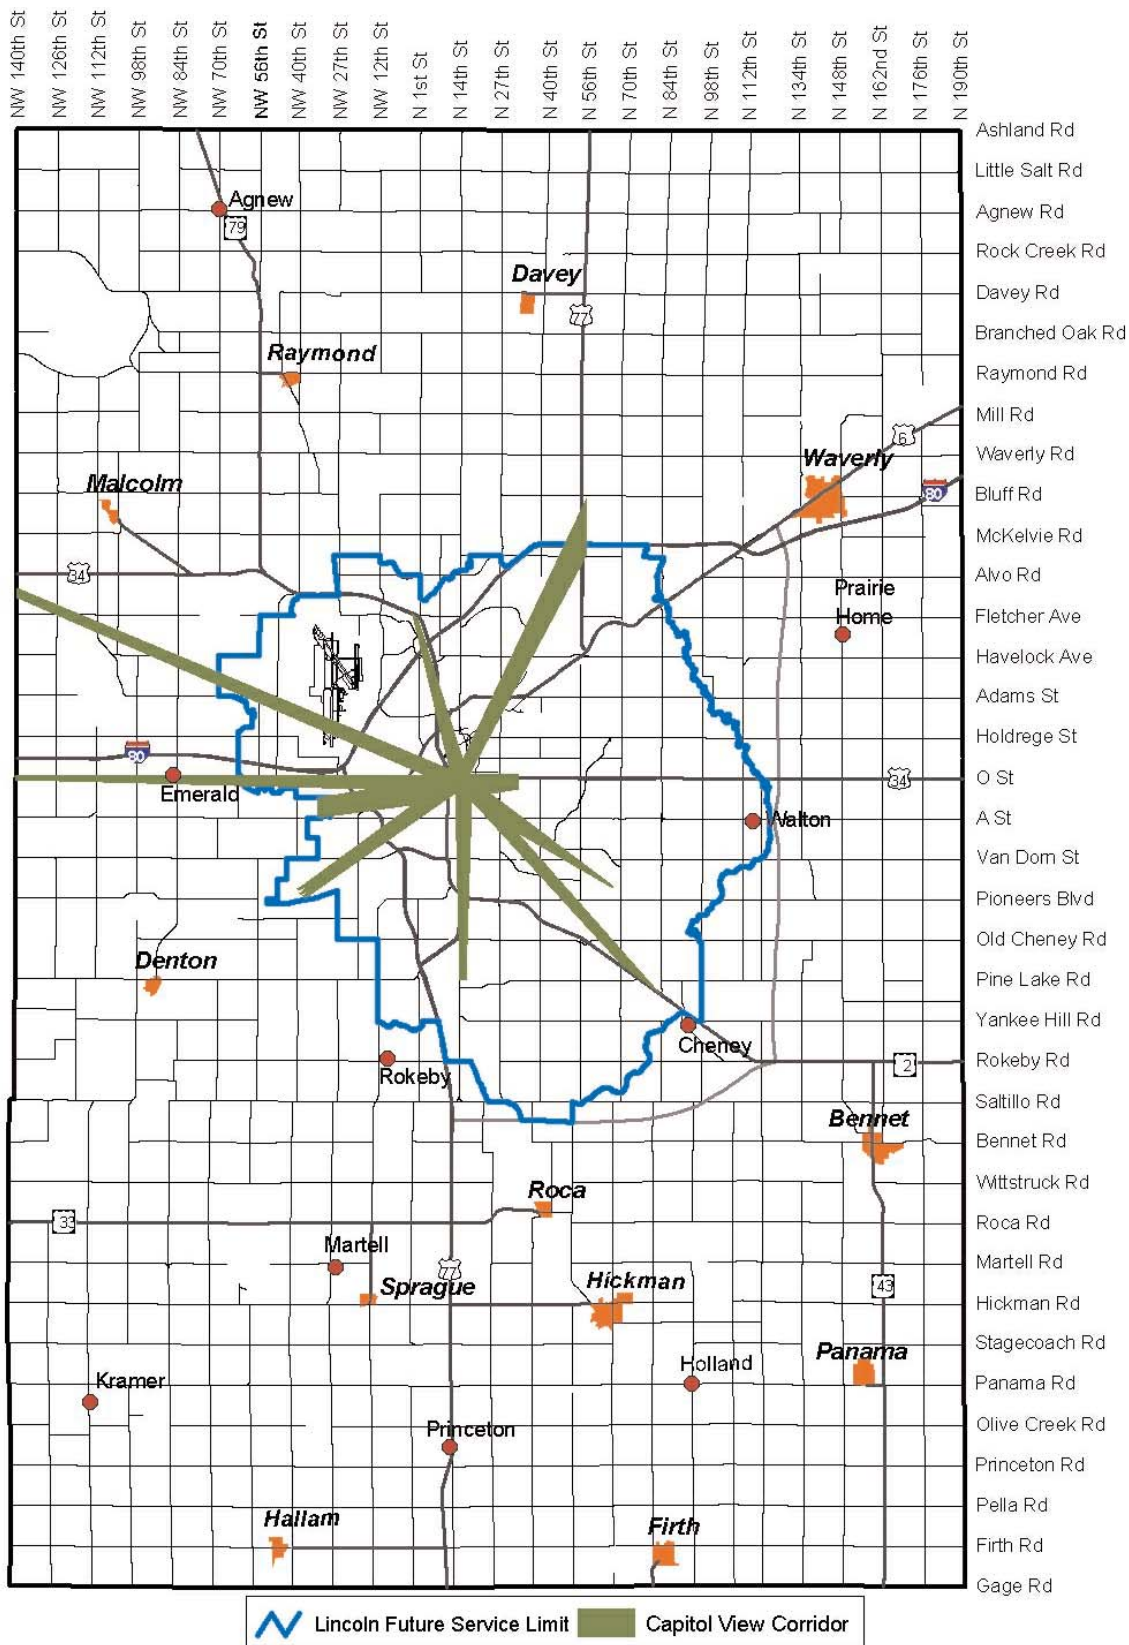 NW 140th St
NW 126th St
NW 112th St
NW 98th St
NW 84th St
NW 70th St
NW 56th St
NW 40th St
NW 27th St
NW 12th St
N 1st St
N 14th St
N 27th St
N 40th St
N 56th St
N 70th St
N 84th St
N 98th St
N 112th St
N 134th St
N 148th St
N 162nd St
N 176th St
N 190th St
Ashland Rd
Little Salt Rd
Agnew
Agnew Rd
79
Rock Creek Rd
Davey
Davey Rd
77
Branched Oak Rd
Raymond
Raymond Rd
Mill Rd
6
Waverly
Waverly Rd
Malcolm
80
Bluff Rd
McKelvie Rd
34
Alvo Rd
Prairie
Home
Fletcher Ave
Havelock Ave
Adams St
Holdrege St
80
O St
34
Emerald
A St
Walton
Van Dorn St
Pioneers Blvd
Old Cheney Rd
Denton
Pine Lake Rd
Yankee Hill Rd
Cheney
Rokeby Rd
2
Rokeby
Saltillo Rd
Bennet
Bennet Rd
Wittstruck Rd
Roca
Roca Rd
33
Martell
Martell Rd
77
Sprague
Hickman
43
Hickman Rd
Stagecoach Rd
Panama
Holland
Kramer
Panama Rd
Olive Creek Rd
Princeton
Princeton Rd
Pella Rd
Hallam
Firth
Firth Rd
Gage Rd
Lincoln Future Service Limit
Capitol View Corridor